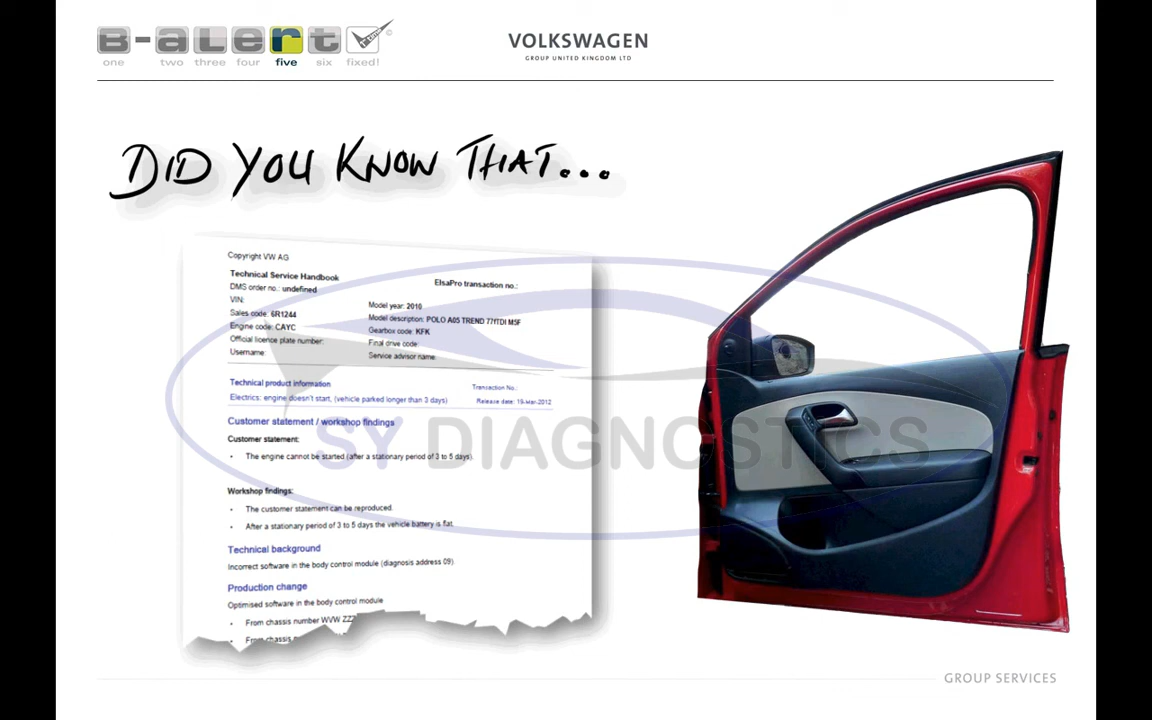 B-alert
one two three four five six fixed!
VOLKSWAGEN
GROUP UNITED KINGDOM LTD
DID YOU KNOW THAT...
Copyright VW AG
Technical Service Handbook
ElsaPro transaction no.:
DMS order no.: undefined
VIN:
Model year: 2010
Sales code: 6R1244
Model description: POLO A05 TREND 77/TDI M5F
Engine code: CAYC
Gearbox code: KFK
Official licence plate number:
Final drive code:
Username:
Service advisor name:
Technical product information
Transaction No.:
Electrics: engine doesn't start, (vehicle parked longer than 3 days)
Release date: 19-Mar-2012
Customer statement / workshop findings
Customer statement:
• The engine cannot be started (after a stationary period of 3 to 5 days).
SY DIAGNOSTICS
Workshop findings:
• The customer statement can be reproduced.
• After a stationary period of 3 to 5 days the vehicle battery is flat.
Technical background
Incorrect software in the body control module (diagnosis address 09).
Production change
Optimised software in the body control module
• From chassis number WVW ZZZ
• From chassis
GROUP SERVICES